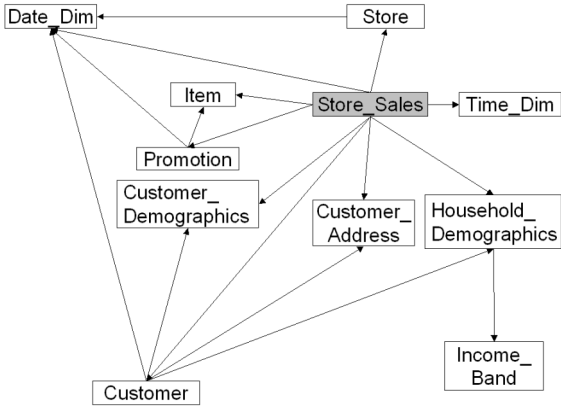 Date_Dim
Store
Item
Store_Sales
Time_Dim
Promotion
Customer_
Demographics
Customer_
Address
Household_
Demographics
Income_
Band
Customer